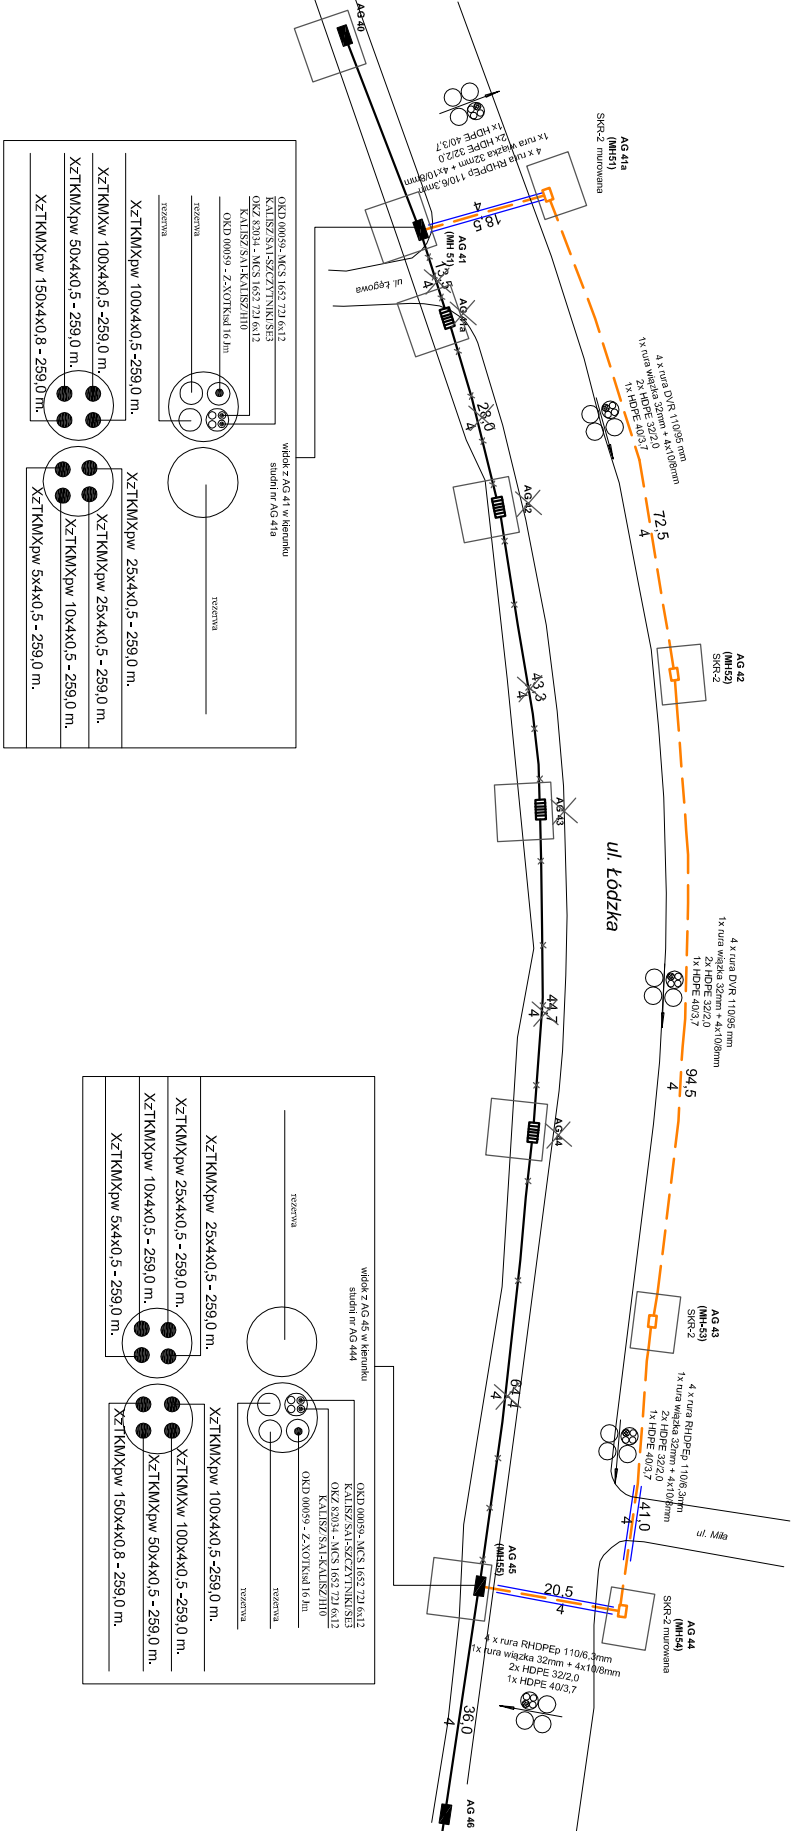 AG 40
AG 41a
(MH51)
SKR-2 murowana
4 x rura RHDPEp 110/6,3mm
1x rura wiązka 32mm + 4x10/8mm
2x HDPE 32/2,0
1x HDPE 40/3,7
18,5
4
AG 41
(MH 51)
ul. Łęgowa
13,5
4
AG 41a
4 x rura DVR 110/95 mm
1x rura wiązka 32mm + 4x10/8mm
2x HDPE 32/2,0
1x HDPE 40/3,7
28,0
4
AG 42
72,5
4
AG 42
(MH52)
SKR-2
43,3
4
AG 43
ul. Łódzka
4 x rura DVR 110/95 mm
1x rura wiązka 32mm + 4x10/8mm
2x HDPE 32/2,0
1x HDPE 40/3,7
44,7
4
94,5
4
AG 44
AG 43
(MH-53)
SKR-2
64,4
4
4 x rura RHDPEp 110/6,3mm
1x rura wiązka 32mm + 4x10/8mm
2x HDPE 32/2,0
1x HDPE 40/3,7
41,0
4
ul. Miła
AG 45
(MH55)
20,5
4
AG 44
(MH54)
SKR-2 murowana
4 x rura RHDPEp 110/6,3mm
1x rura wiązka 32mm + 4x10/8mm
2x HDPE 32/2,0
1x HDPE 40/3,7
36,0
4
AG 46
widok z AG 41 w kierunku
studni nr AG 41a
OKD 00059- MCS 1652 72J 6x12
KALISZ/SA1-SZCZYTNIKI/SE3
OKZ 82034 - MCS 1652 72J 6x12
KALISZ/SA1-KALISZ/H10
OKD 00059 - Z-XOTKtsd 16 Jm
rezerwa
rezerwa
rezerwa
XzTKMXpw 100x4x0,5 -259,0 m.
XzTKMXw 100x4x0,5 -259,0 m.
XzTKMXpw 50x4x0,5 - 259,0 m.
XzTKMXpw 150x4x0,8 - 259,0 m.
XzTKMXpw 25x4x0,5 - 259,0 m.
XzTKMXpw 25x4x0,5 - 259,0 m.
XzTKMXpw 10x4x0,5 - 259,0 m.
XzTKMXpw 5x4x0,5 - 259,0 m.
widok z AG 45 w kierunku
studni nr AG 444
rezerwa
OKD 00059- MCS 1652 72J 6x12
KALISZ/SA1-SZCZYTNIKI/SE3
OKZ 82034 - MCS 1652 72J 6x12
KALISZ/SA1-KALISZ/H10
OKD 00059 - Z-XOTKtsd 16 Jm
rezerwa
rezerwa
XzTKMXpw 25x4x0,5 - 259,0 m.
XzTKMXpw 25x4x0,5 - 259,0 m.
XzTKMXpw 10x4x0,5 - 259,0 m.
XzTKMXpw 5x4x0,5 - 259,0 m.
XzTKMXpw 100x4x0,5 -259,0 m.
XzTKMXw 100x4x0,5 -259,0 m.
XzTKMXpw 50x4x0,5 - 259,0 m.
XzTKMXpw 150x4x0,8 - 259,0 m.